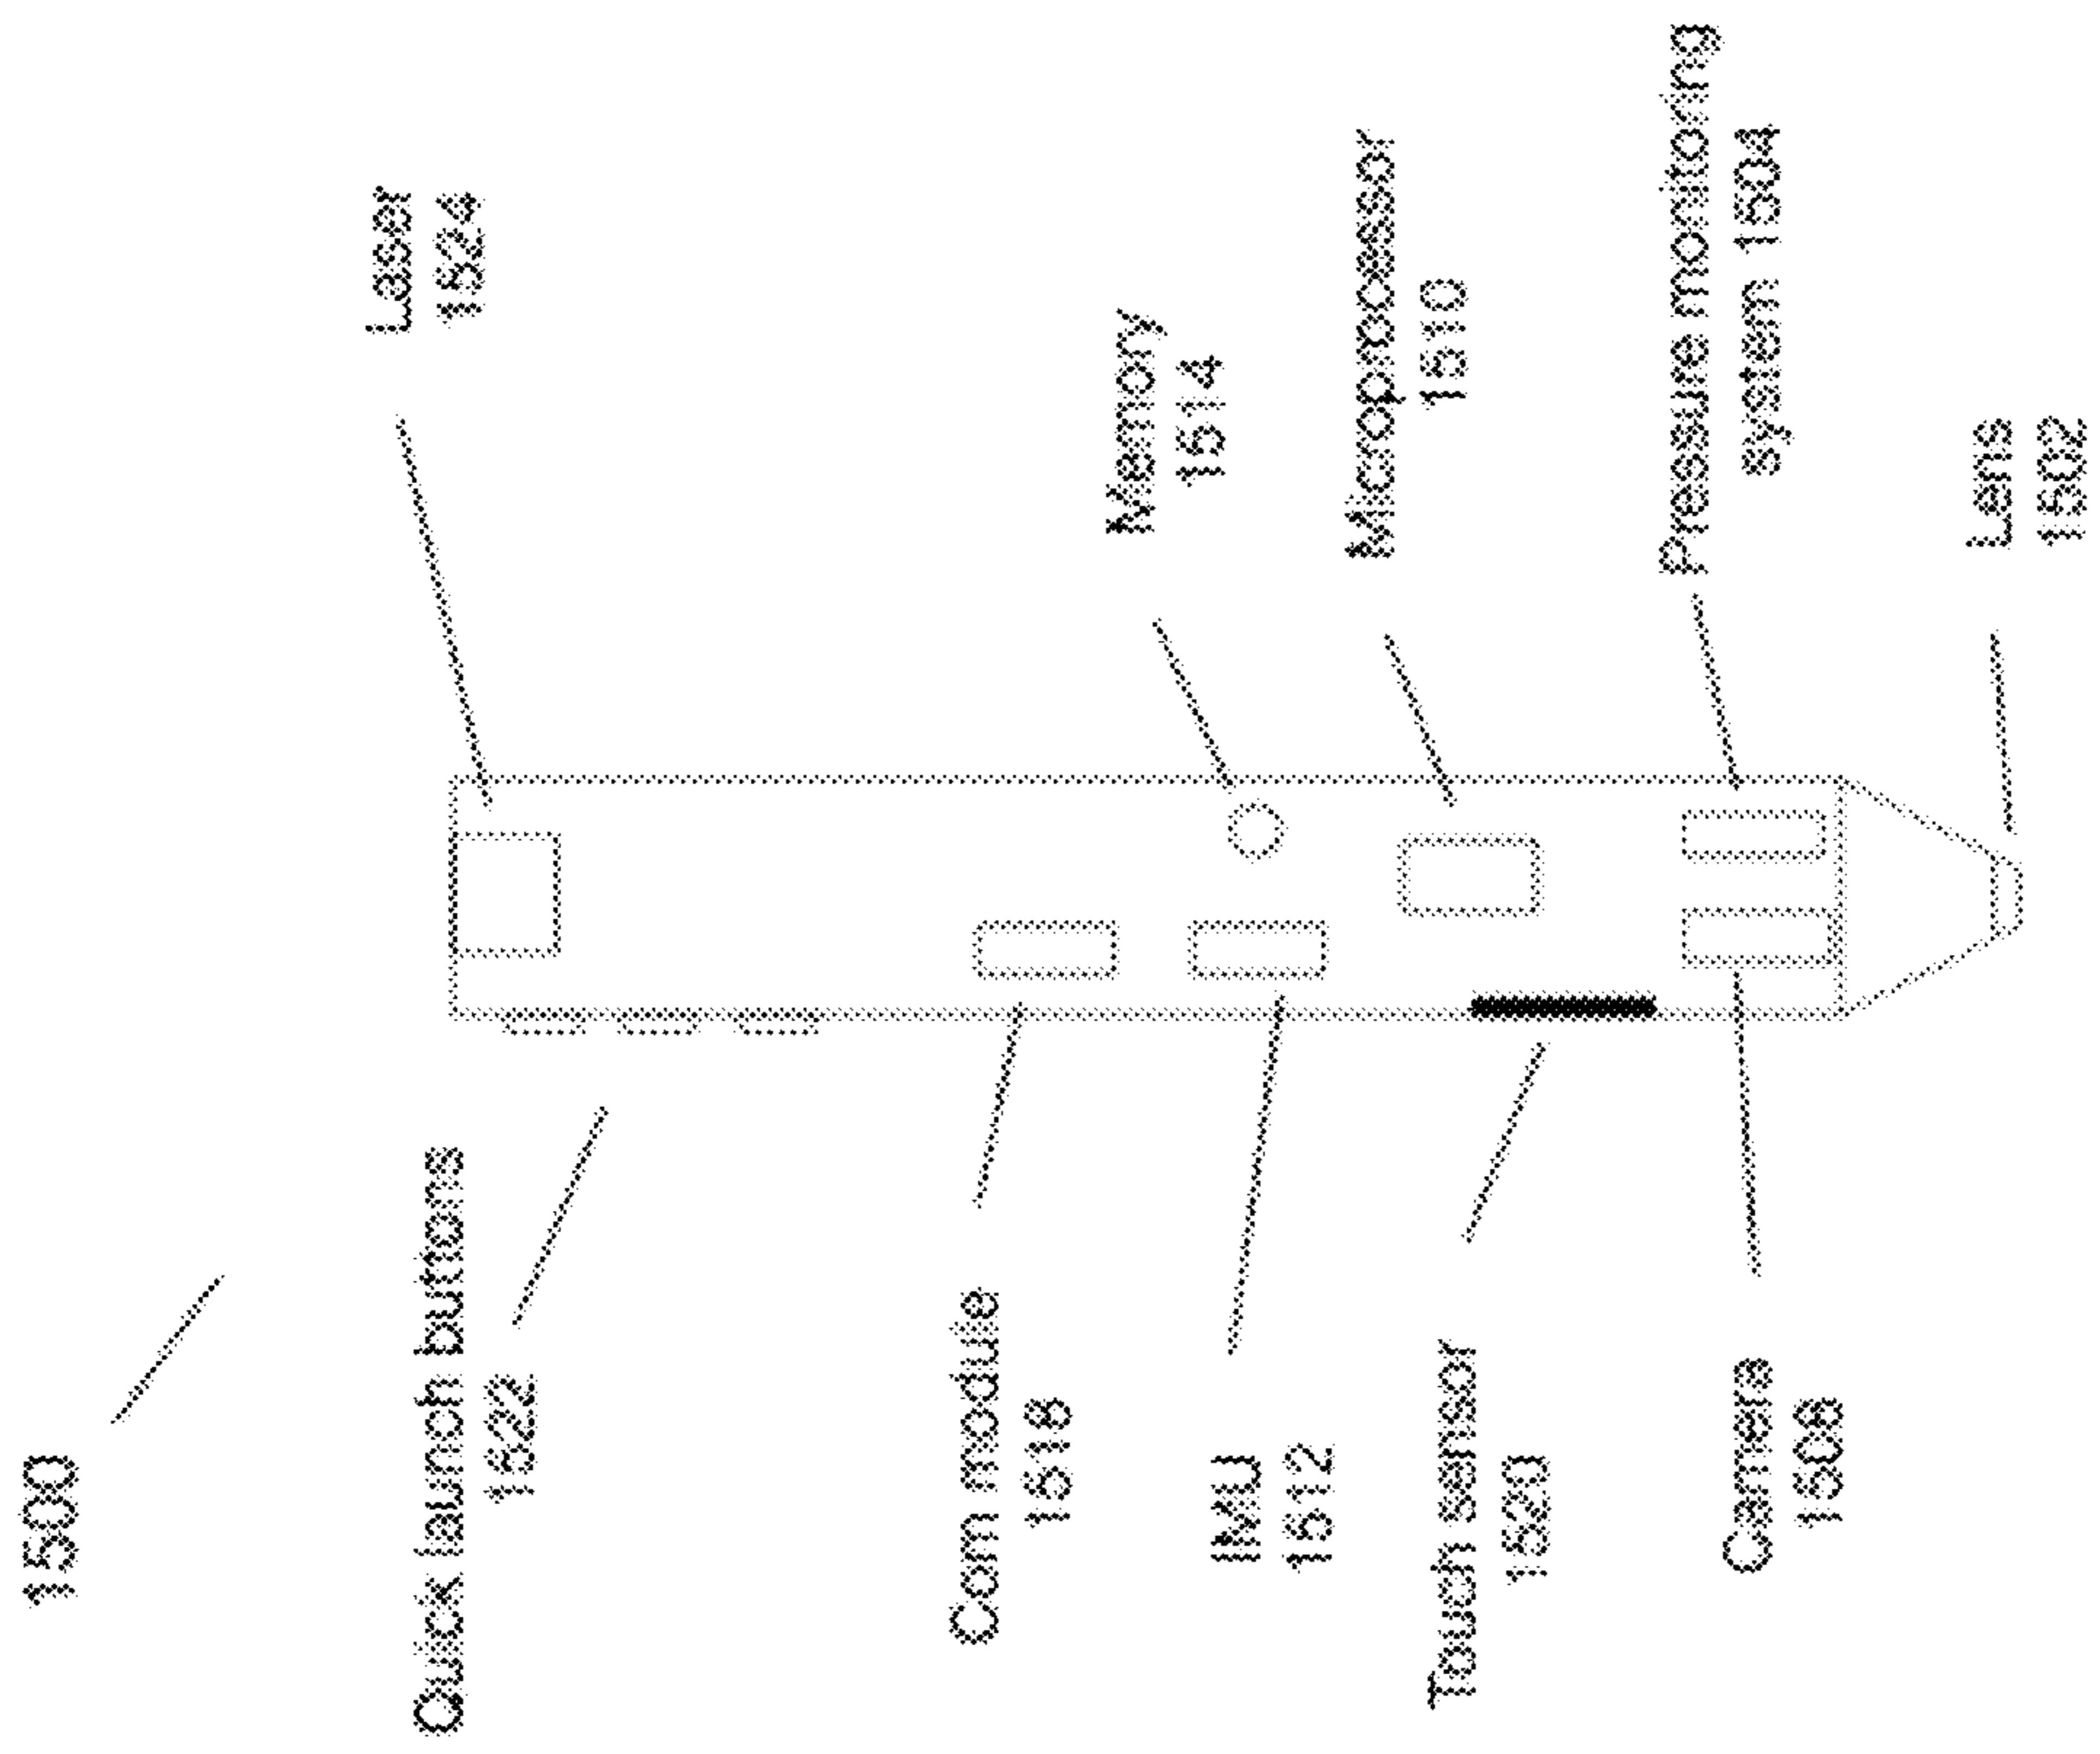 1500
Quick launch buttons
1522
Laser
1524
Com module
1518
Memory
1514
IMU
1512
Microprocessor
1510
Touch sensor
1520
Pressure monitoring
system 1504
Camera
1508
Lens
1502